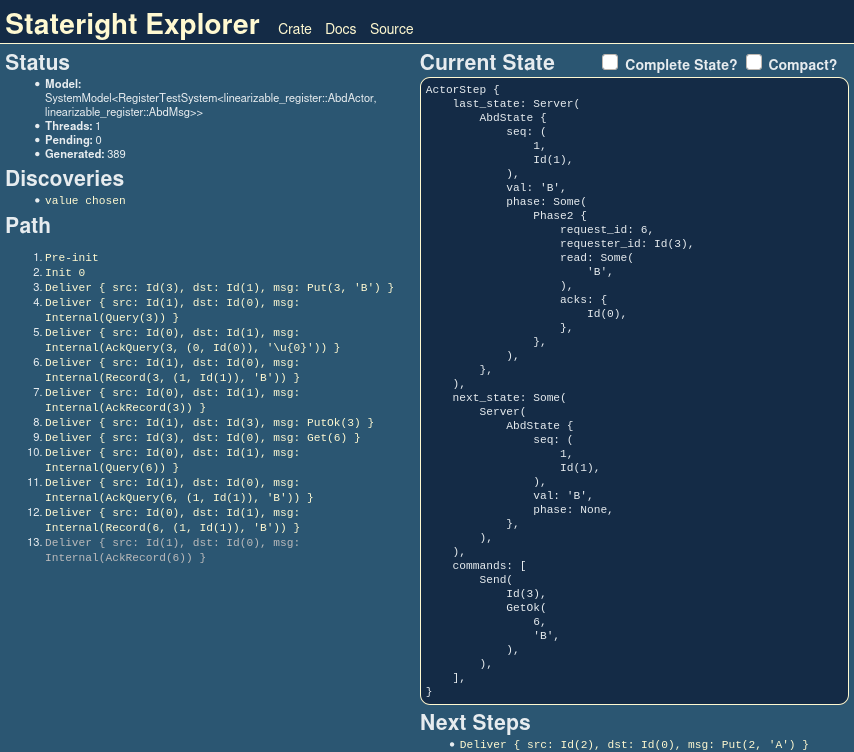 Stateright Explorer Crate Docs Source
Status
• Model:
SystemModel<RegisterTestSystem<linearizable_register::AbdActor,
linearizable_register::AbdMsg>>
• Threads: 1
• Pending: 0
• Generated: 389
Discoveries
• value chosen
Path
1. Pre-init
2. Init 0
3. Deliver { src: Id(3), dst: Id(1), msg: Put(3, 'B') }
4. Deliver { src: Id(1), dst: Id(0), msg:
Internal(Query(3)) }
5. Deliver { src: Id(0), dst: Id(1), msg:
Internal(AckQuery(3, (0, Id(0)), '\u{0}')) }
6. Deliver { src: Id(1), dst: Id(0), msg:
Internal(Record(3, (1, Id(1)), 'B')) }
7. Deliver { src: Id(0), dst: Id(1), msg:
Internal(AckRecord(3)) }
8. Deliver { src: Id(1), dst: Id(3), msg: PutOk(3) }
9. Deliver { src: Id(3), dst: Id(0), msg: Get(6) }
10. Deliver { src: Id(0), dst: Id(1), msg:
Internal(Query(6)) }
11. Deliver { src: Id(1), dst: Id(0), msg:
Internal(AckQuery(6, (1, Id(1)), 'B')) }
12. Deliver { src: Id(0), dst: Id(1), msg:
Internal(Record(6, (1, Id(1)), 'B')) }
13. Deliver { src: Id(1), dst: Id(0), msg:
Internal(AckRecord(6)) }
Current State Complete State? Compact?
ActorStep {
    last_state: Server(
        AbdState {
            seq: (
                1,
                Id(1),
            ),
            val: 'B',
            phase: Some(
                Phase2 {
                    request_id: 6,
                    requester_id: Id(3),
                    read: Some(
                        'B',
                    ),
                    acks: {
                        Id(0),
                    },
                },
            ),
        },
    ),
    next_state: Some(
        Server(
            AbdState {
                seq: (
                    1,
                    Id(1),
                ),
                val: 'B',
                phase: None,
            },
        ),
    ),
    commands: [
        Send(
            Id(3),
            GetOk(
                6,
                'B',
            ),
        ),
    ],
}
Next Steps
• Deliver { src: Id(2), dst: Id(0), msg: Put(2, 'A') }